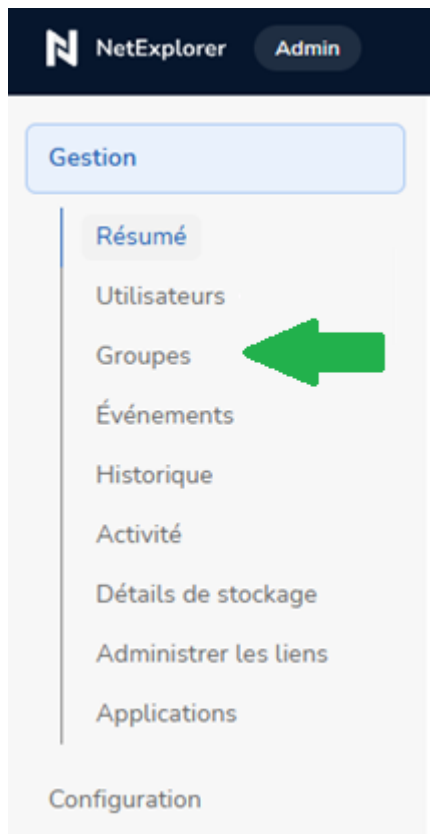 NetExplorer Admin
Gestion
Résumé
Utilisateurs
Groupes
Événements
Historique
Activité
Détails de stockage
Administrer les liens
Applications
Configuration